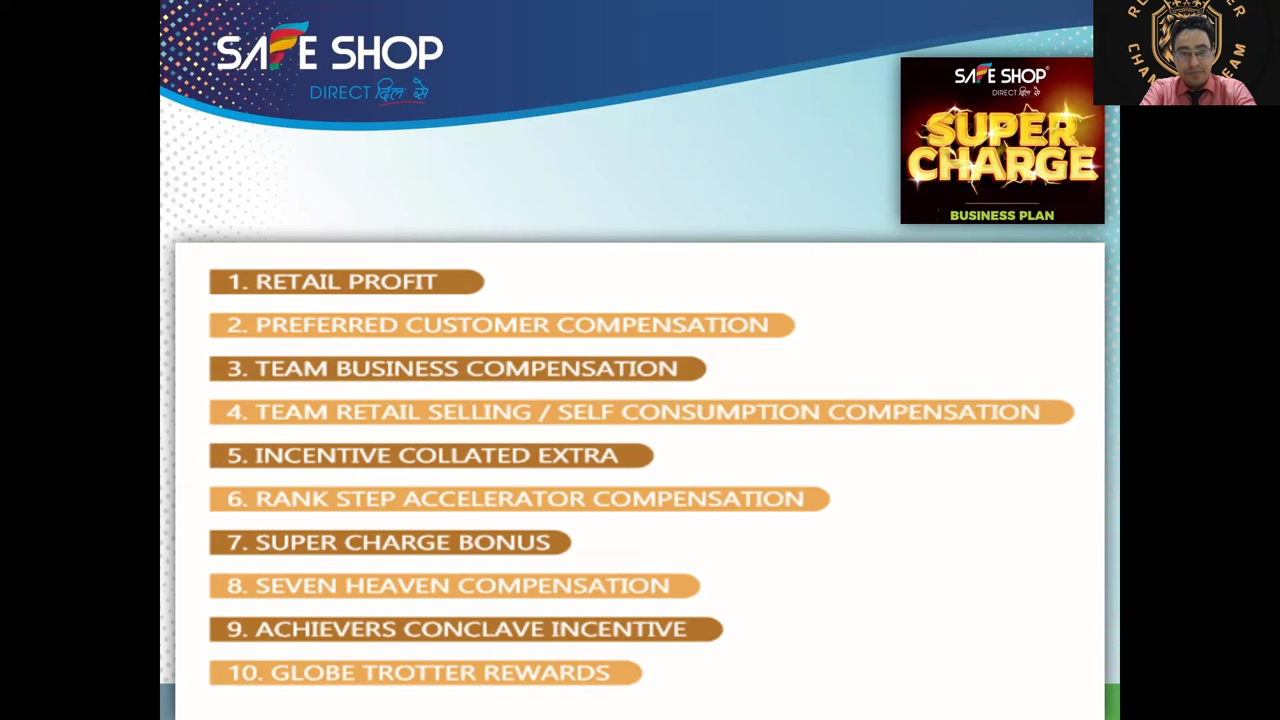 SAFE SHOP
DIRECT दिल से
SAFE SHOP®
DIRECT दिल से
SUPER
CHARGE
BUSINESS PLAN
1. RETAIL PROFIT
2. PREFERRED CUSTOMER COMPENSATION
3. TEAM BUSINESS COMPENSATION
4. TEAM RETAIL SELLING / SELF CONSUMPTION COMPENSATION
5. INCENTIVE COLLATED EXTRA
6. RANK STEP ACCELERATOR COMPENSATION
7. SUPER CHARGE BONUS
8. SEVEN HEAVEN COMPENSATION
9. ACHIEVERS CONCLAVE INCENTIVE
10. GLOBE TROTTER REWARDS